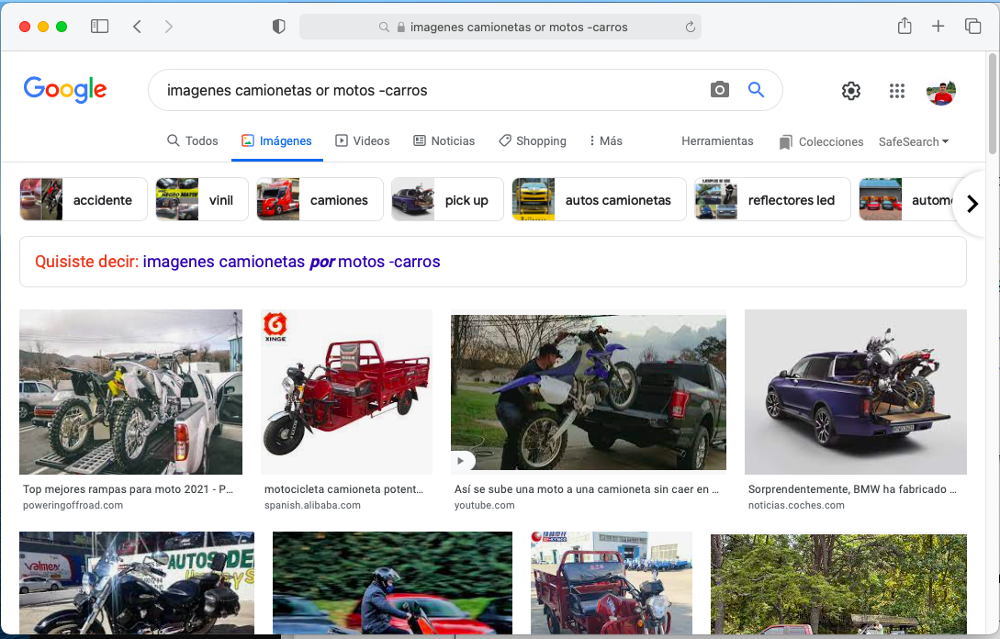 imagenes camionetas or motos -carros
Google
imagenes camionetas or motos -carros
Todos
Imágenes
Videos
Noticias
Shopping
Más
Herramientas
Colecciones
SafeSearch
accidente
vinil
camiones
pick up
autos camionetas
reflectores led
autom
Quisiste decir: imagenes camionetas por motos -carros
XINGE
Top mejores rampas para moto 2021 - P...
poweringoffroad.com
motocicleta camioneta potent...
spanish.alibaba.com
Así se sube una moto a una camioneta sin caer en ...
youtube.com
Sorprendentemente, BMW ha fabricado ...
noticias.coches.com
valmex
AUTOS DE